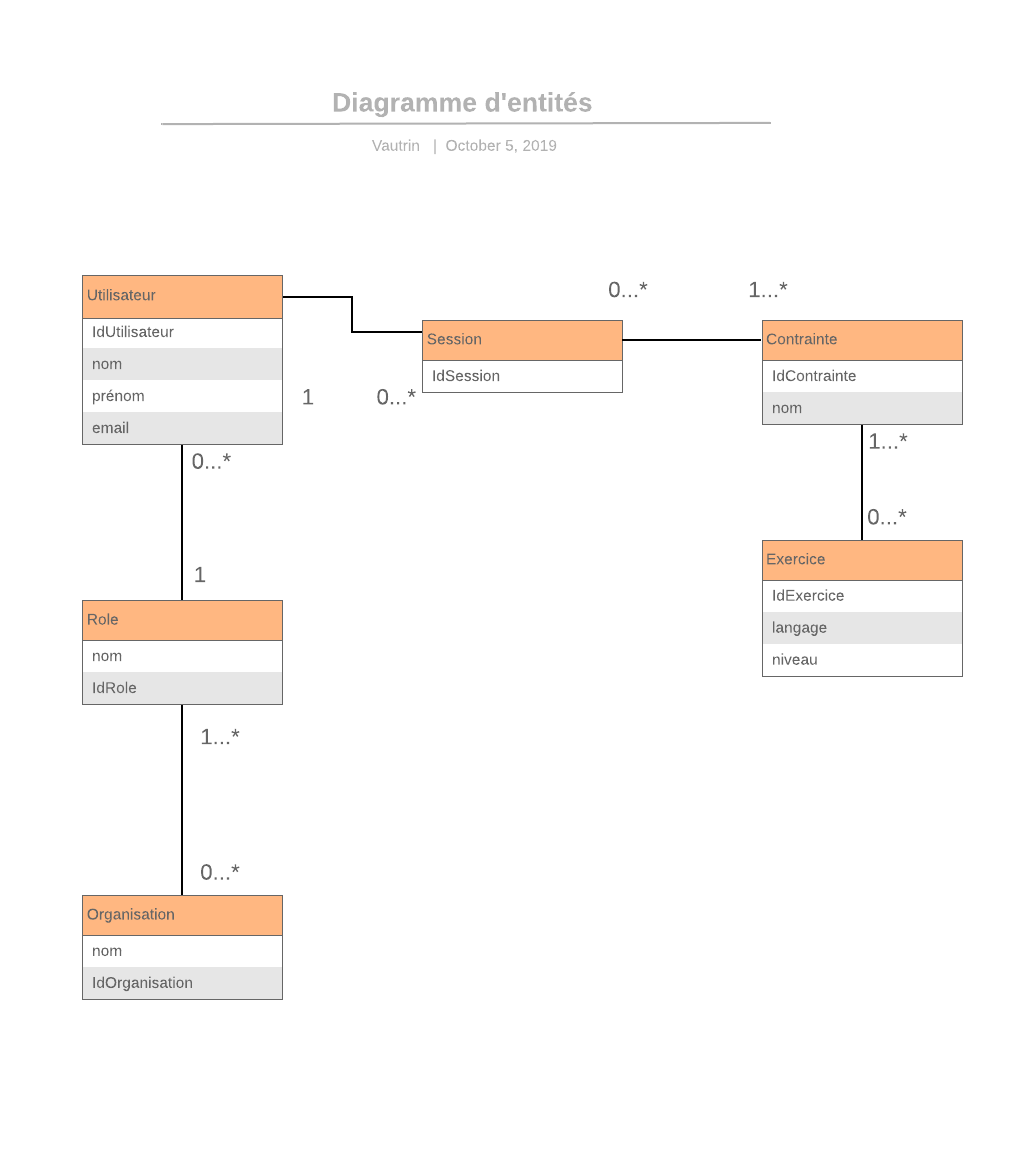 Diagramme d'entités
Vautrin | October 5, 2019
Utilisateur
IdUtilisateur
nom
prénom
email
1
0...*
Session
IdSession
0...*
1...*
Contrainte
IdContrainte
nom
1...*
0...*
Exercice
IdExercice
langage
niveau
0...*
1
Role
nom
IdRole
1...*
0...*
Organisation
nom
IdOrganisation